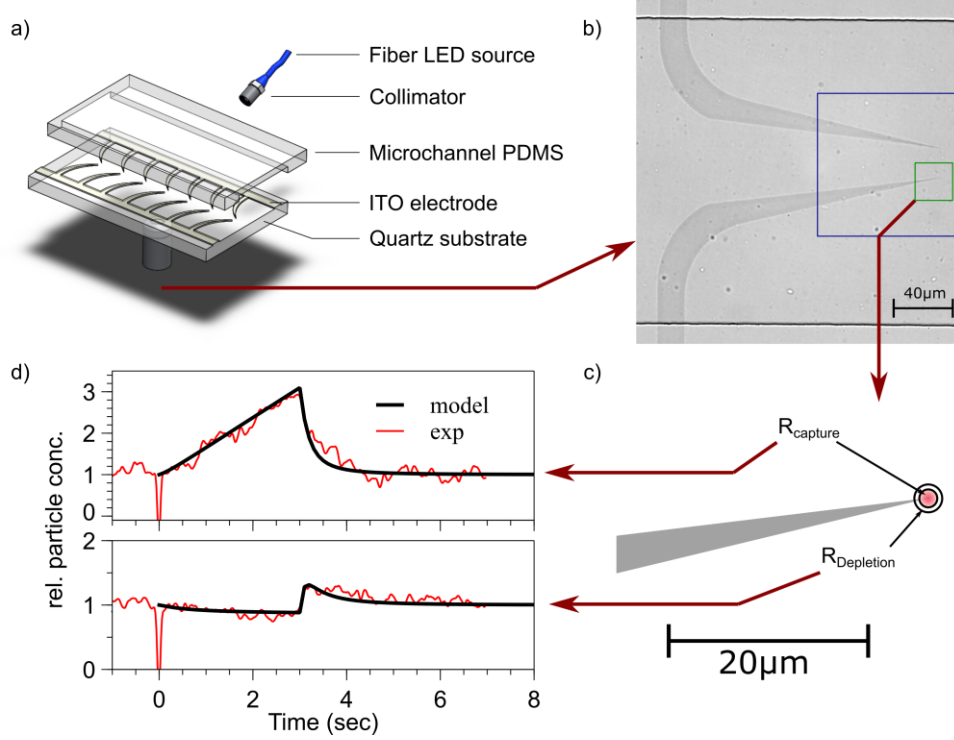 a)
Fiber LED source
Collimator
Microchannel PDMS
ITO electrode
Quartz substrate
b)
40µm
c)
R_capture
R_Depletion
20µm
d)
rel. particle conc.
3
2
1
0
model
exp
2
1
0
0 2 4 6 8
Time (sec)